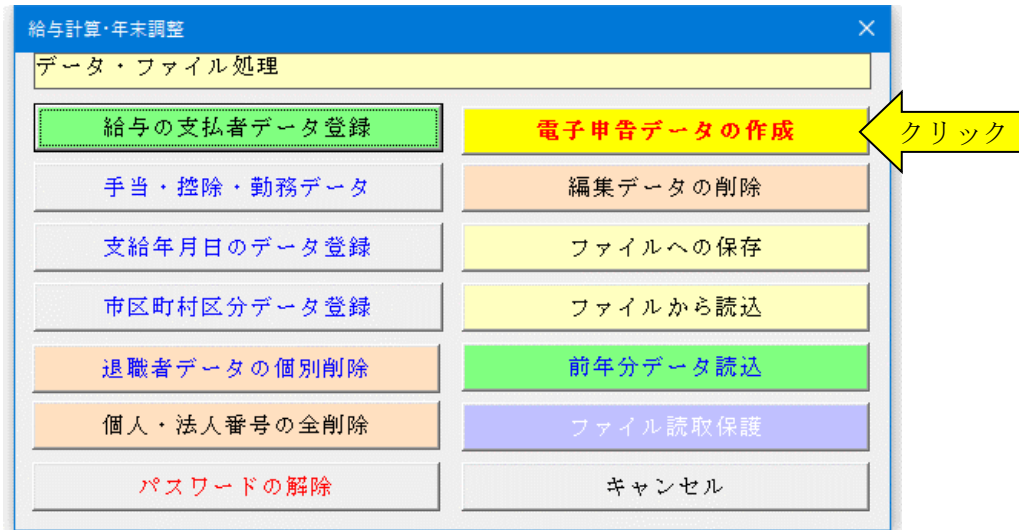 給与計算・年末調整
データ・ファイル処理
給与の支払者データ登録
電子申告データの作成
クリック
手当・控除・勤務データ
編集データの削除
支給年月日のデータ登録
ファイルへの保存
市区町村区分データ登録
ファイルから読込
退職者データの個別削除
前年分データ読込
個人・法人番号の全削除
ファイル読取保護
パスワードの解除
キャンセル